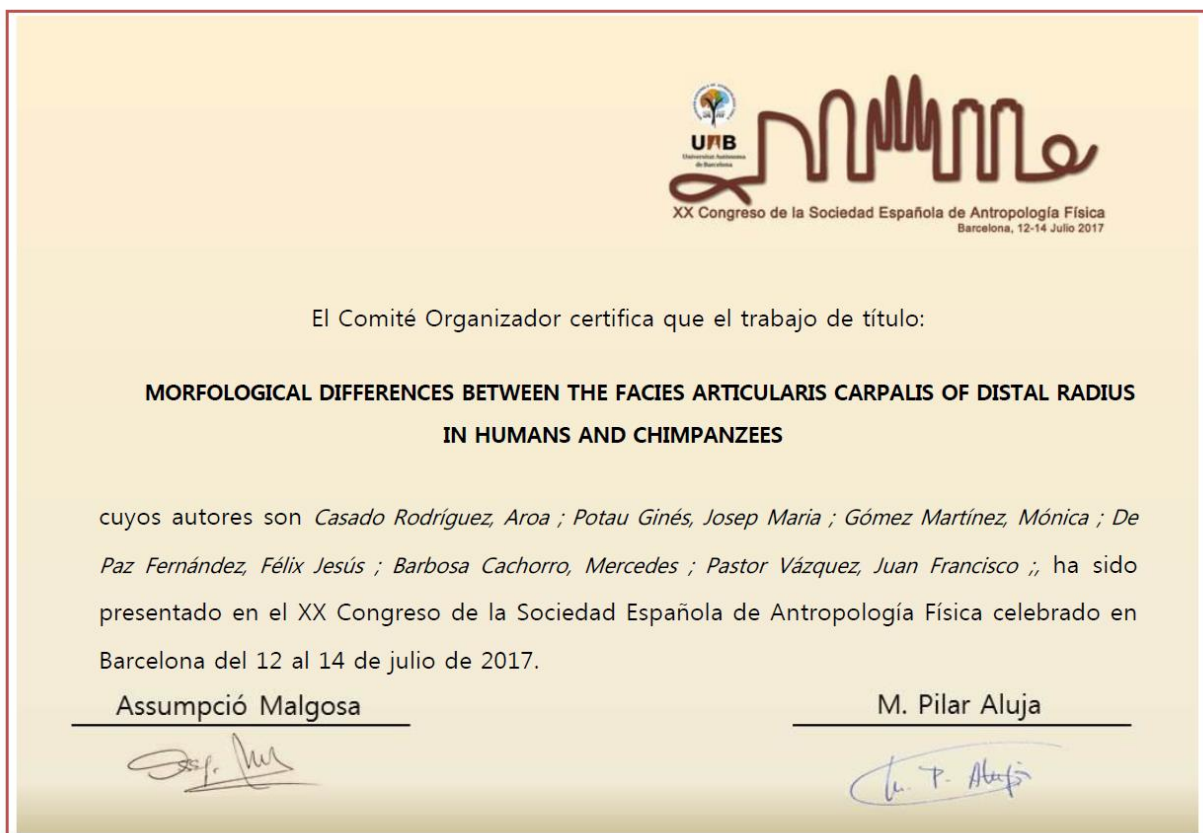 UAB
Universitat Autònoma
de Barcelona
XX Congreso de la Sociedad Española de Antropología Física
Barcelona, 12-14 Julio 2017
El Comité Organizador certifica que el trabajo de título:
MORFOLOGICAL DIFFERENCES BETWEEN THE FACIES ARTICULARIS CARPALIS OF DISTAL RADIUS
IN HUMANS AND CHIMPANZEES
cuyos autores son Casado Rodríguez, Aroa ; Potau Ginés, Josep Maria ; Gómez Martínez, Mónica ; De
Paz Fernández, Félix Jesús ; Barbosa Cachorro, Mercedes ; Pastor Vázquez, Juan Francisco ;, ha sido
presentado en el XX Congreso de la Sociedad Española de Antropología Física celebrado en
Barcelona del 12 al 14 de julio de 2017.
Assumpció Malgosa
M. Pilar Aluja